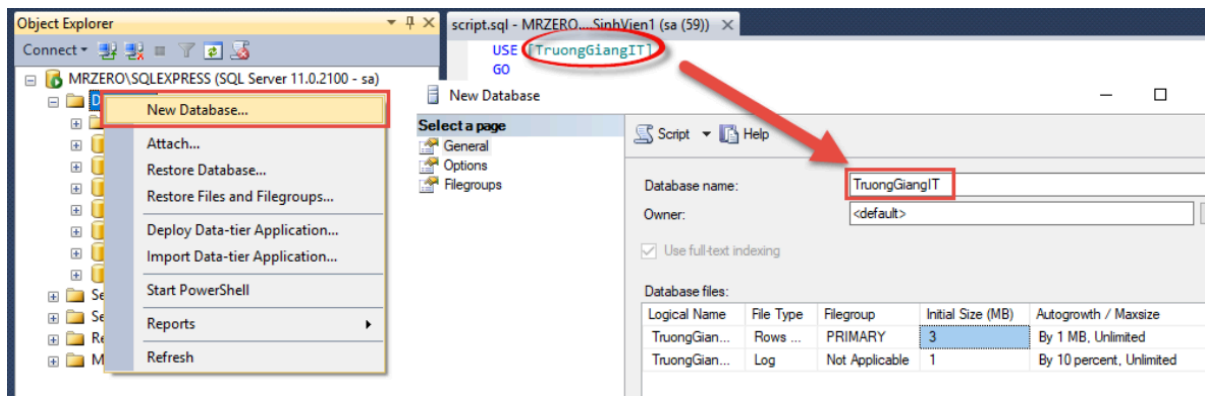 Object Explorer
Connect
MRZERO\SQLEXPRESS (SQL Server 11.0.2100 - sa)
D
New Database...
Attach...
Restore Database...
Restore Files and Filegroups...
Deploy Data-tier Application...
Import Data-tier Application...
Start PowerShell
Reports
Refresh
Se
Se
Re
M
script.sql - MRZERO....SinhVien1 (sa (59))
USE [TruongGiangIT]
GO
New Database
Select a page
General
Options
Filegroups
Script Help
Database name: TruongGiangIT
Owner: <default>
Use full-text indexing
Database files:
Logical Name File Type Filegroup Initial Size (MB) Autogrowth / Maxsize
TruongGian... Rows ... PRIMARY 3 By 1 MB, Unlimited
TruongGian... Log Not Applicable 1 By 10 percent, Unlimited